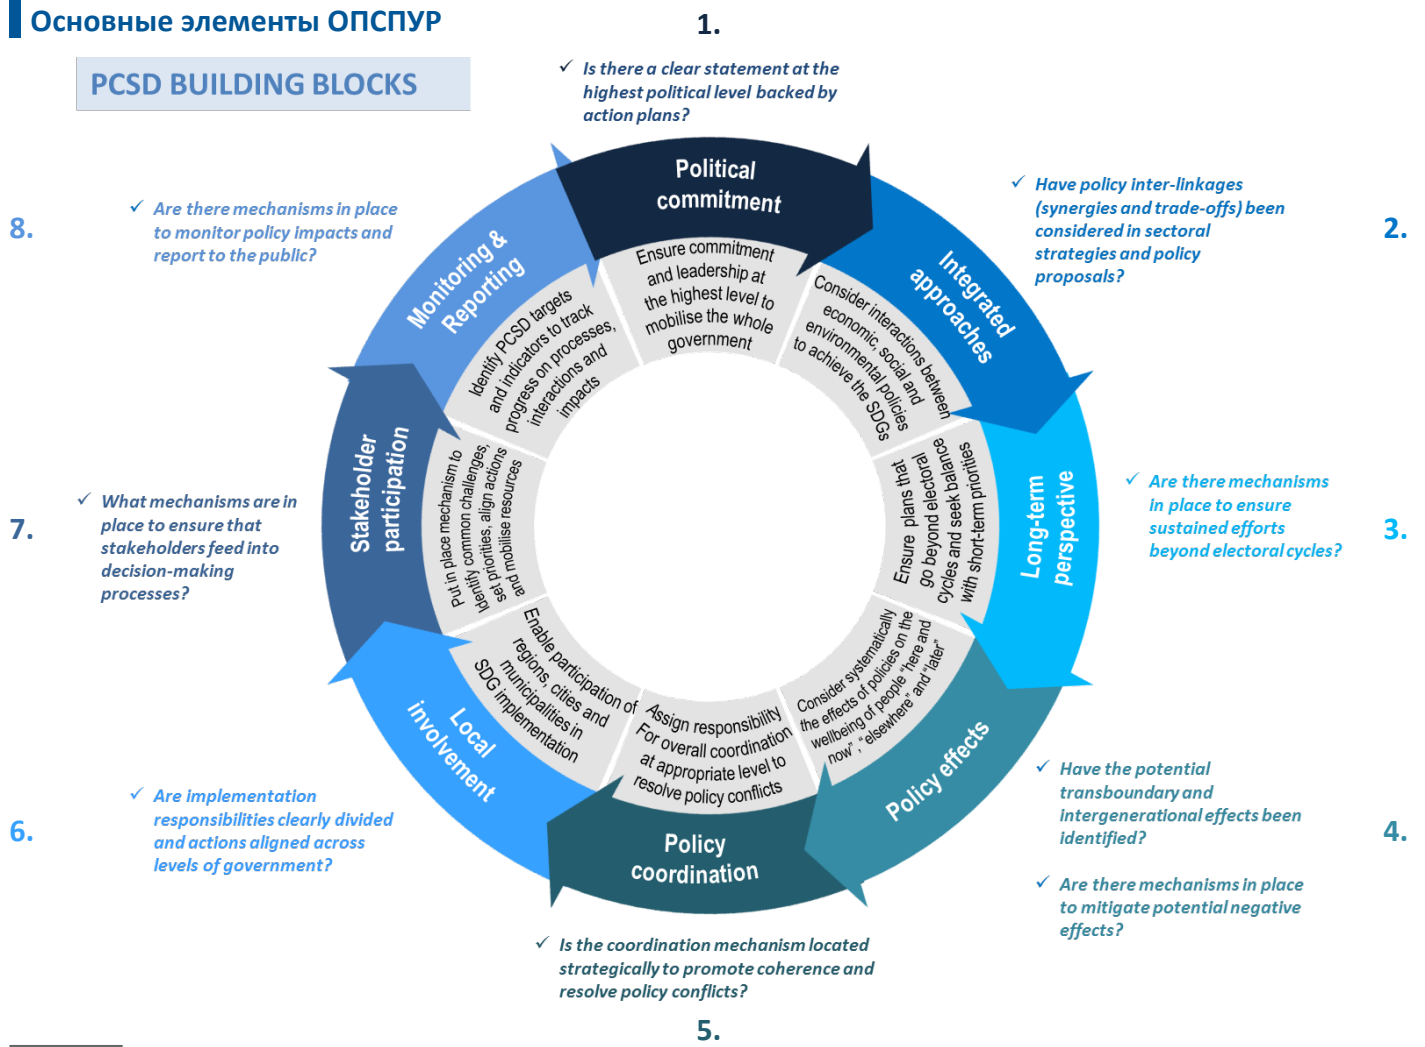 Основные элементы ОПСПУР
PCSD BUILDING BLOCKS
1.
Is there a clear statement at the
highest political level backed by
action plans?
Political
commitment
Ensure commitment
and leadership at
the highest level to
mobilise the whole
government
2.
Have policy inter-linkages
(synergies and trade-offs) been
considered in sectoral
strategies and policy
proposals?
Integrated
approaches
Consider interactions between
economic, social and
environmental policies
to achieve the SDGs
3.
Are there mechanisms
in place to ensure
sustained efforts
beyond electoral cycles?
Long-term
perspective
Ensure plans that
go beyond electoral
cycles and seek balance
with short-term priorities
4.
Have the potential
transboundary and
intergenerational effects been
identified?
Are there mechanisms in place
to mitigate potential negative
effects?
Policy effects
Consider systematically
the effects of policies on the
wellbeing of people “here and
now”, “elsewhere” and “later”
5.
Is the coordination mechanism located
strategically to promote coherence and
resolve policy conflicts?
Policy
coordination
Assign responsibility
For overall coordination
at appropriate level to
resolve policy conflicts
6.
Are implementation
responsibilities clearly divided
and actions aligned across
levels of government?
Local
involvement
Enable participation of
regions, cities and
municipalities in
SDG implementation
7.
What mechanisms are in
place to ensure that
stakeholders feed into
decision-making
processes?
Stakeholder
participation
Put in place mechanism to
Identify common challenges,
set priorities, align actions
and mobilise resources
8.
Are there mechanisms in place
to monitor policy impacts and
report to the public?
Monitoring &
Reporting
Identify PCSD targets
and indicators to track
progress on processes,
interactions and
impacts